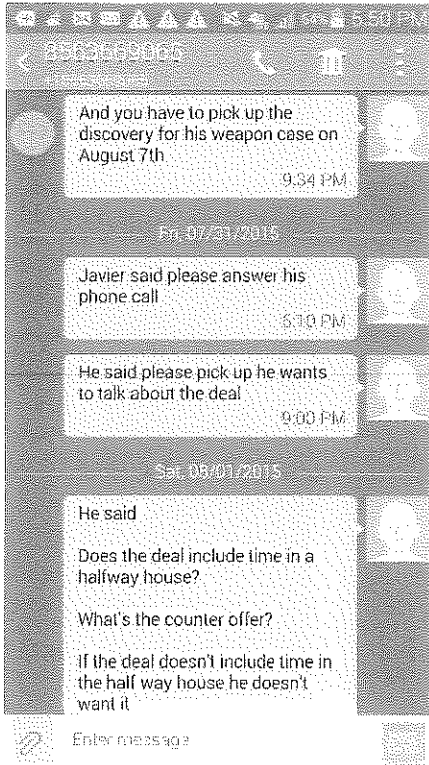 5:50 PM
And you have to pick up the
discovery for his weapon case on
August 7th
9:34 PM
Fri, 07/31/2015
Javier said please answer his
phone call
He said please pick up he wants
to talk about the deal
9:00 PM
Sat, 08/01/2015
He said
Does the deal include time in a
halfway house?
What's the counter offer?
If the deal doesn't include time in
the half way house he doesn't
want it
Enter message